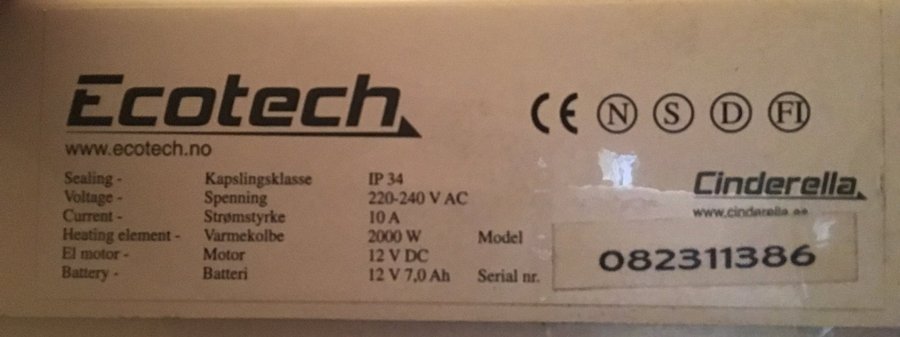 Ecotech
www.ecotech.no
CE N S D FI
Sealing - Kapslingsklasse IP 34
Voltage - Spenning 220-240 V AC
Current - Strømstyrke 10 A
Heating element - Varmekolbe 2000 W
El motor - Motor 12 V DC
Battery - Batteri 12 V 7,0 Ah
Cinderella
www.cinderella.as
Model
Serial nr. 082311386